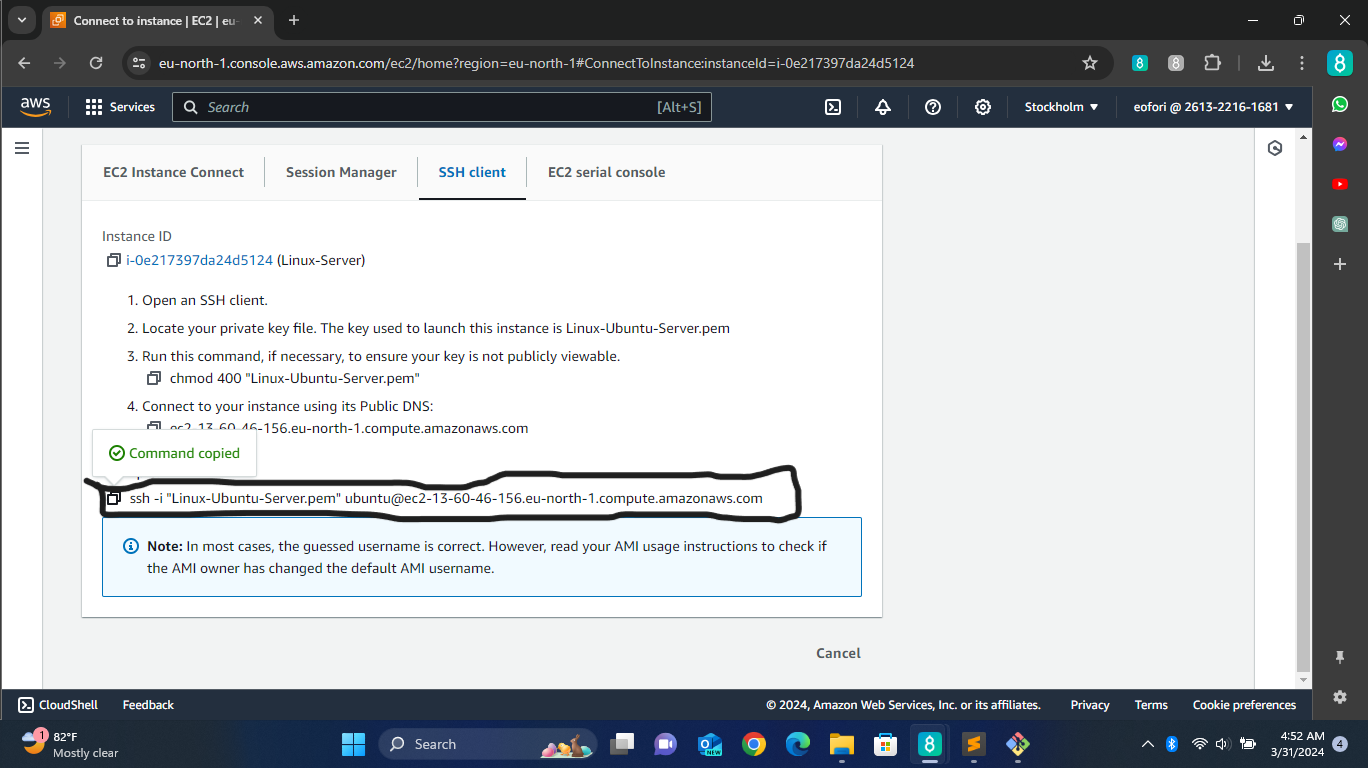 Connect to instance | EC2 | eu-
eu-north-1.console.aws.amazon.com/ec2/home?region=eu-north-1#ConnectToInstance:instanceId=i-0e217397da24d5124
aws
Services
Search
[Alt+S]
Stockholm
eofori @ 2613-2216-1681
EC2 Instance Connect
Session Manager
SSH client
EC2 serial console
Instance ID
i-0e217397da24d5124 (Linux-Server)
1. Open an SSH client.
2. Locate your private key file. The key used to launch this instance is Linux-Ubuntu-Server.pem
3. Run this command, if necessary, to ensure your key is not publicly viewable.
chmod 400 "Linux-Ubuntu-Server.pem"
4. Connect to your instance using its Public DNS:
ec2-13-60-46-156.eu-north-1.compute.amazonaws.com
Command copied
ssh -i "Linux-Ubuntu-Server.pem" ubuntu@ec2-13-60-46-156.eu-north-1.compute.amazonaws.com
Note: In most cases, the guessed username is correct. However, read your AMI usage instructions to check if
the AMI owner has changed the default AMI username.
Cancel
CloudShell
Feedback
© 2024, Amazon Web Services, Inc. or its affiliates.
Privacy
Terms
Cookie preferences
1
82°F
Mostly clear
Search
NEW
4:52 AM
3/31/2024
4